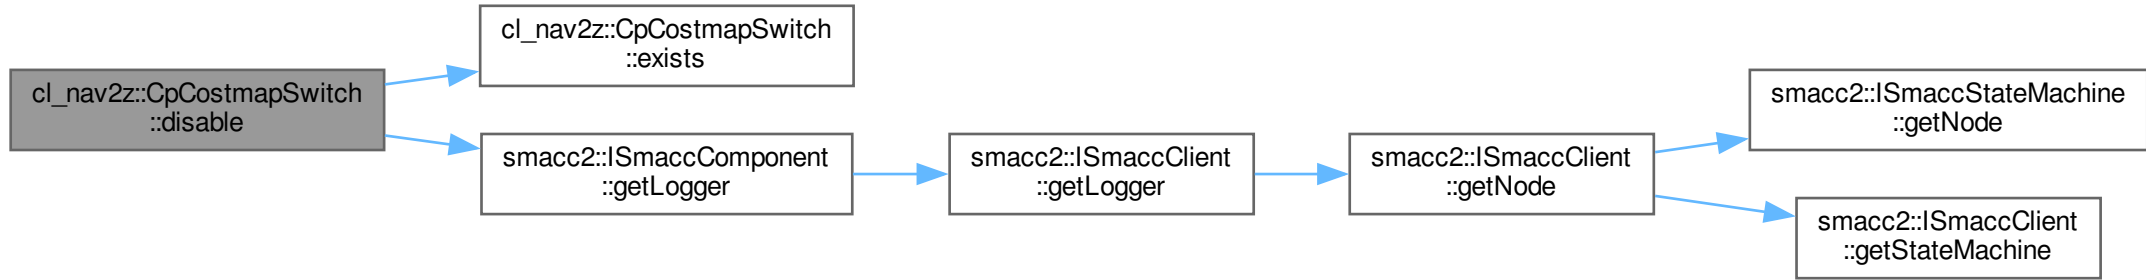 cl_nav2z::CpCostmapSwitch
::disable
cl_nav2z::CpCostmapSwitch
::exists
smacc2::ISmaccComponent
::getLogger
smacc2::ISmaccClient
::getLogger
smacc2::ISmaccClient
::getNode
smacc2::ISmaccStateMachine
::getNode
smacc2::ISmaccClient
::getStateMachine